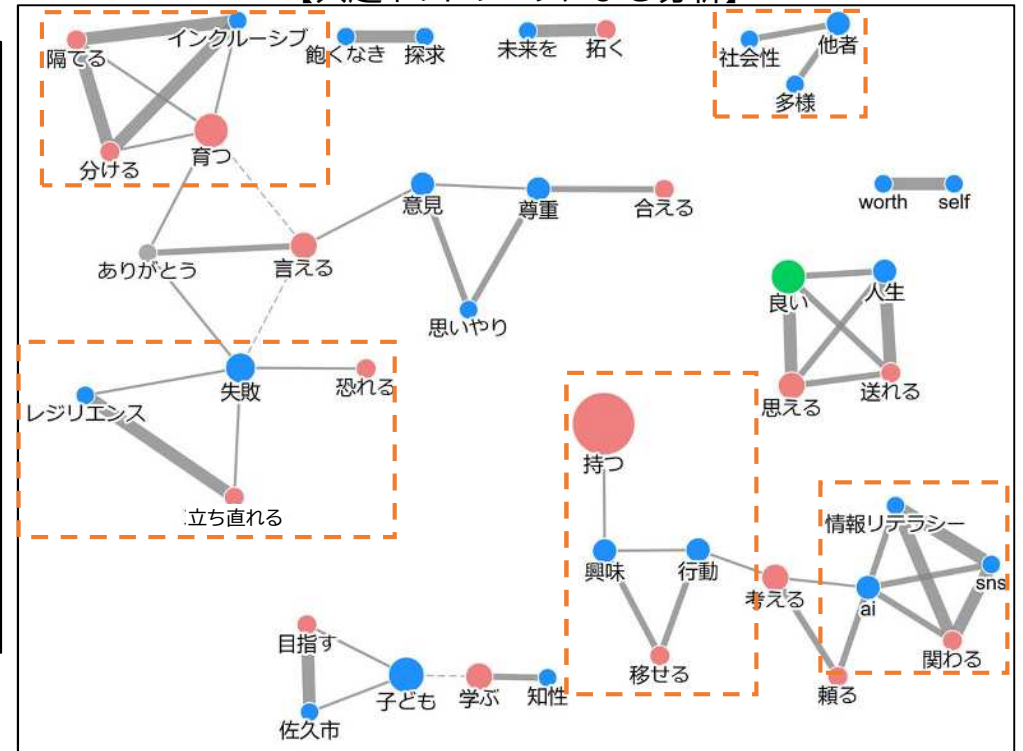 インクルーシブ
隔てる
飽くなき
探求
未来を
拓く
社会性
他者
多様
分ける
育つ
意見
尊重
合える
worth
self
ありがとう
言える
良い
人生
思いやり
失敗
恐れる
レジリエンス
思える
送れる
持つ
立ち直れる
情報リテラシー
興味
行動
考える
ai
sns
目指す
移せる
関わる
子ども
学ぶ
知性
頼る
佐久市